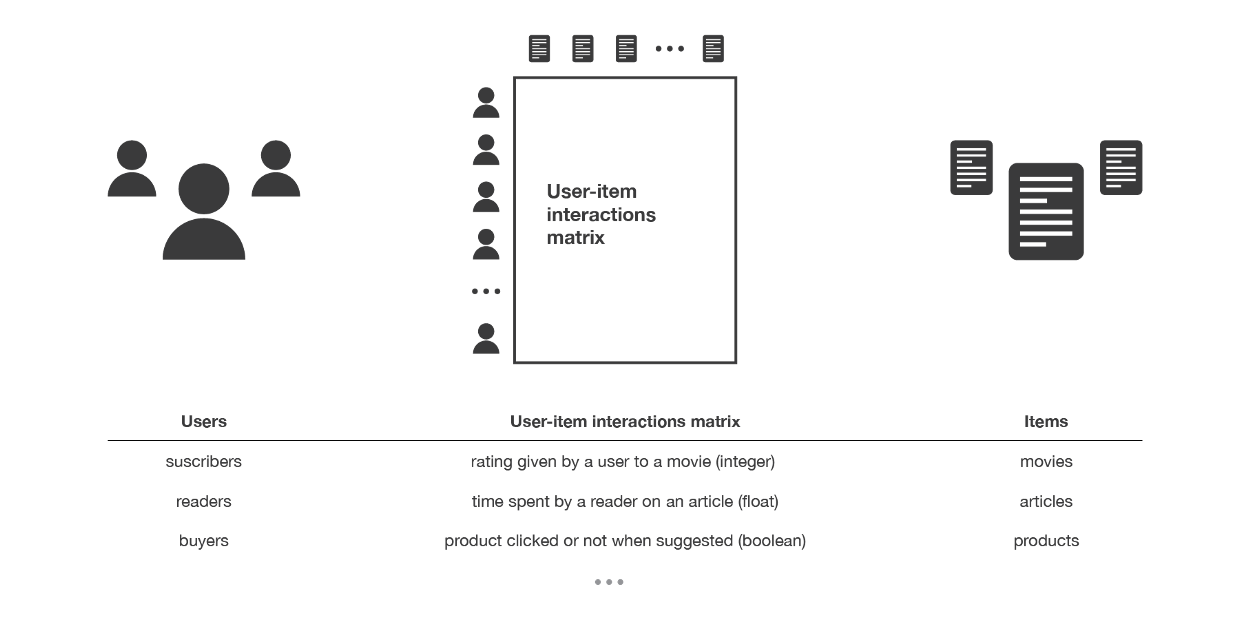 User-item
interactions
matrix
Users User-item interactions matrix Items
suscribers rating given by a user to a movie (integer) movies
readers time spent by a reader on an article (float) articles
buyers product clicked or not when suggested (boolean) products